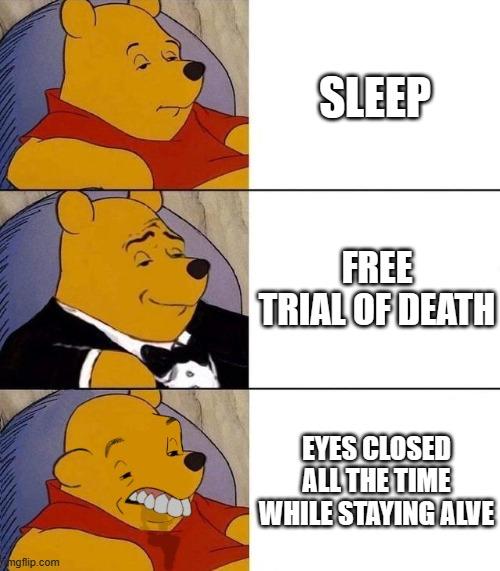 SLEEP
FREE
TRIAL OF DEATH
EYES CLOSED
ALL THE TIME
WHILE STAYING ALVE
imgflip.com